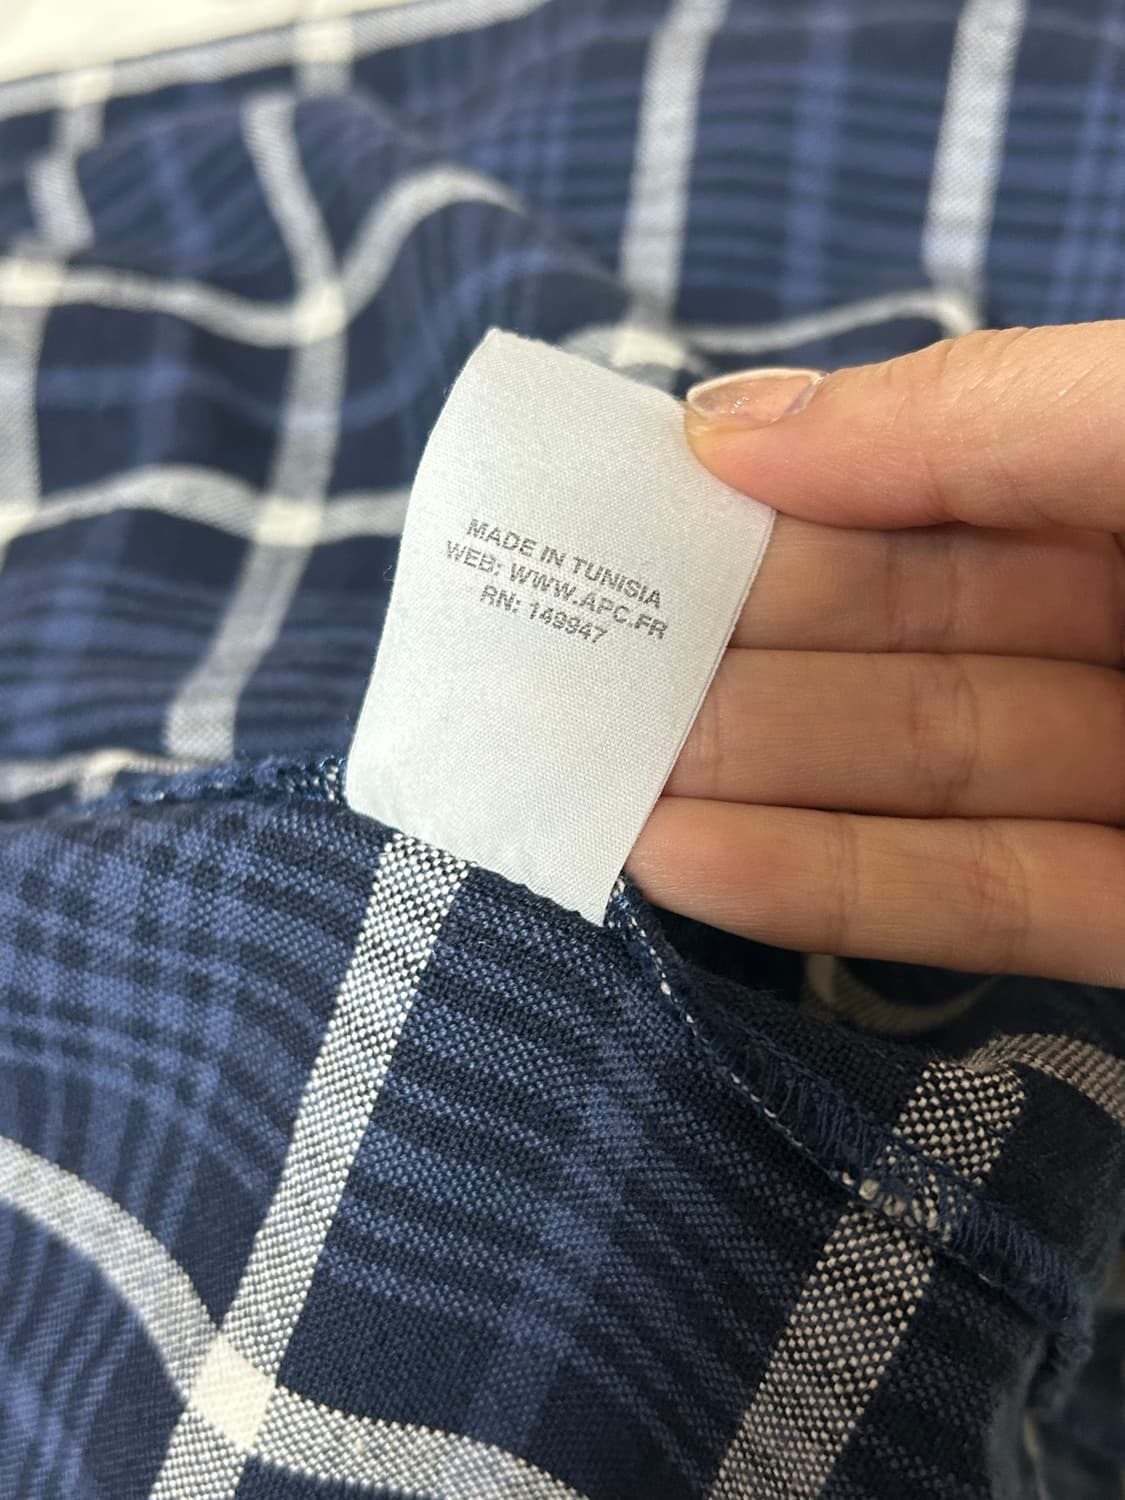 MADE IN TUNISIA
WEB: WWW.APC.FR
RN: 149947